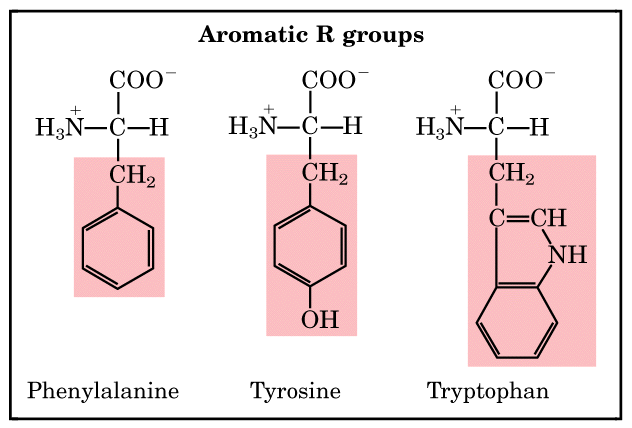 Aromatic R groups
COO⁻
H₃N⁺—C—H
CH₂
Phenylalanine
COO⁻
H₃N⁺—C—H
CH₂
OH
Tyrosine
COO⁻
H₃N⁺—C—H
CH₂
C=CH
NH
Tryptophan